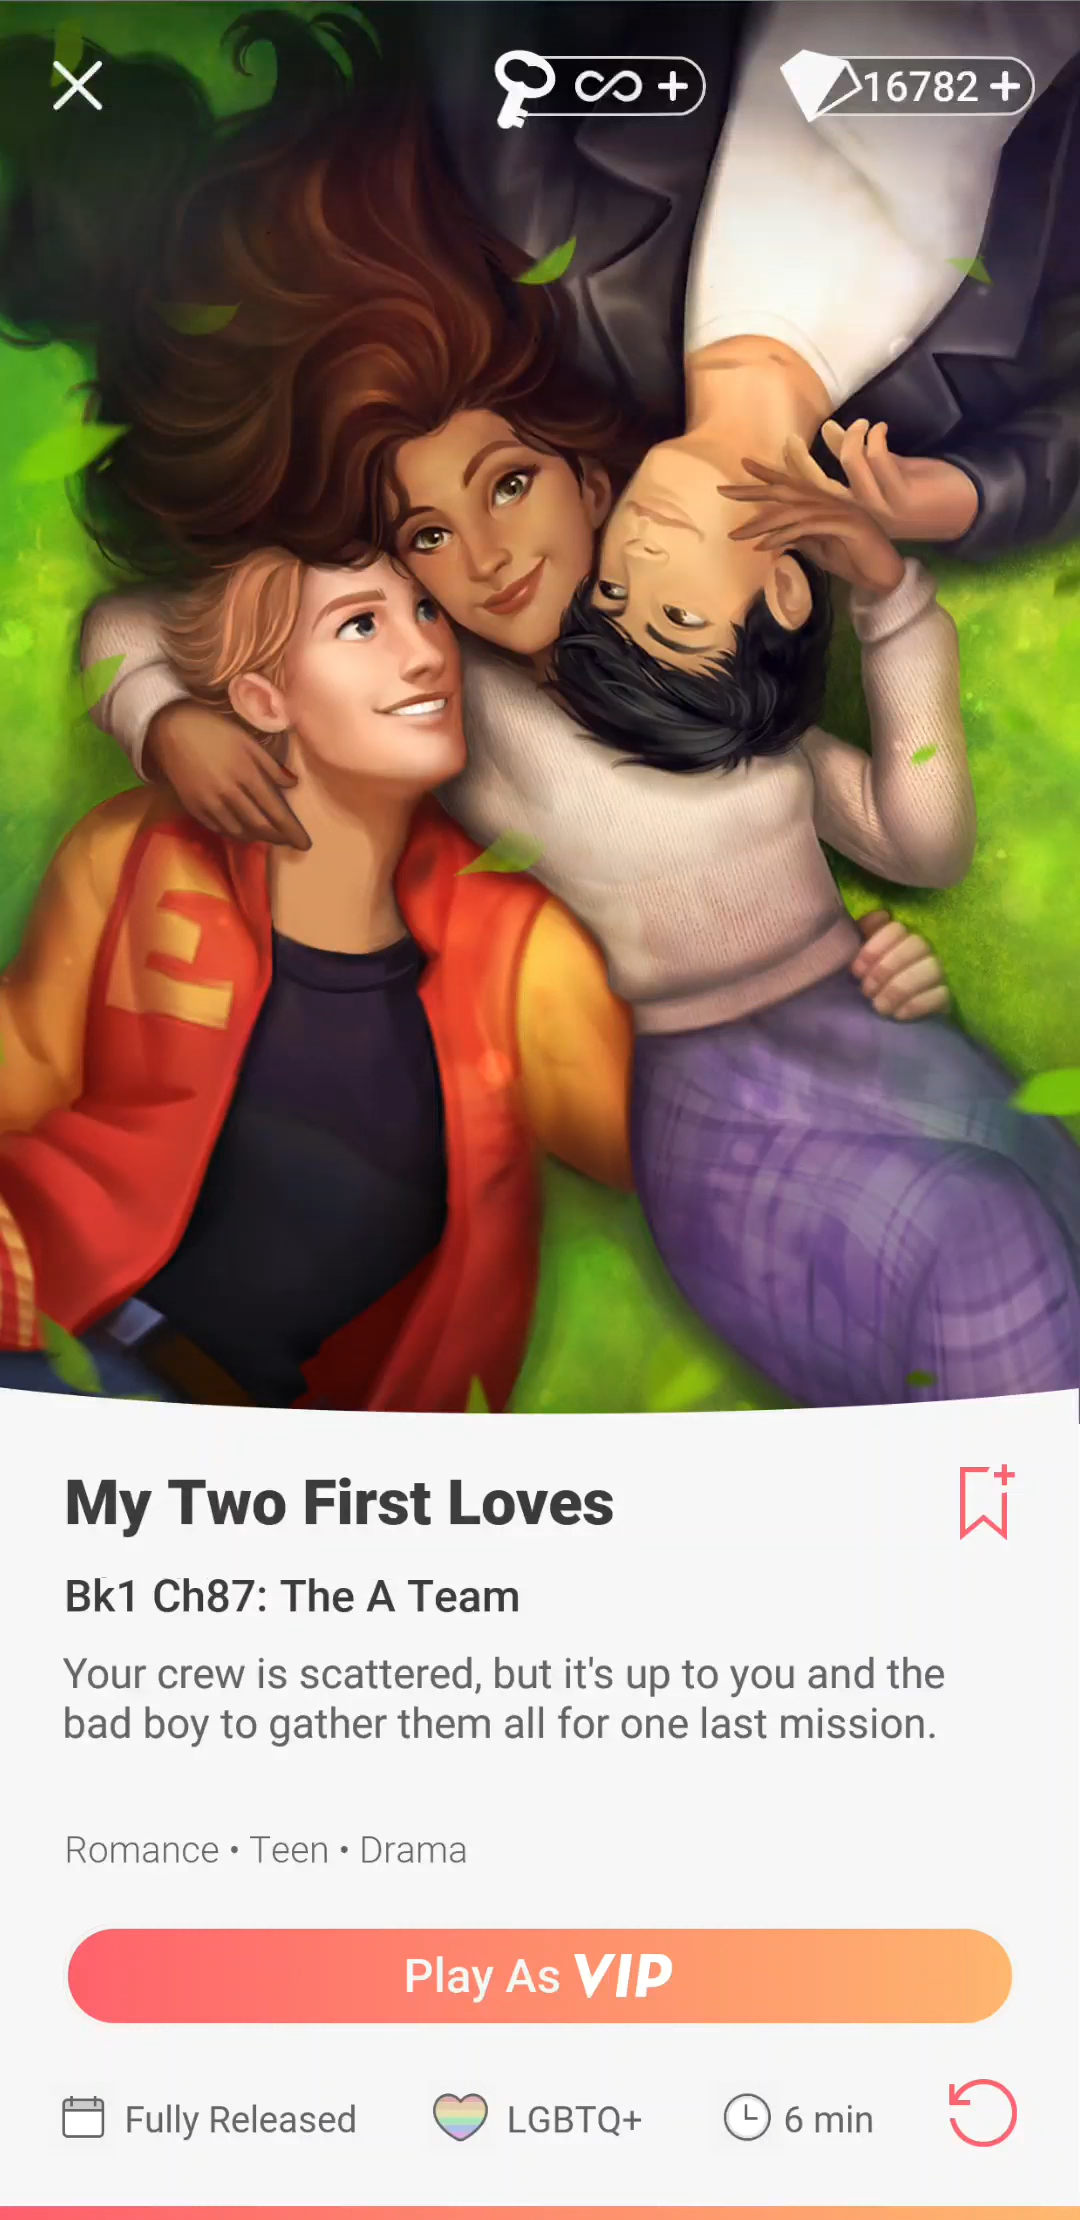 16782
E
My Two First Loves
Bk1 Ch87: The A Team
Your crew is scattered, but it's up to you and the
bad boy to gather them all for one last mission.
Romance • Teen • Drama
Play As VIP
Fully Released LGBTQ+ 6 min